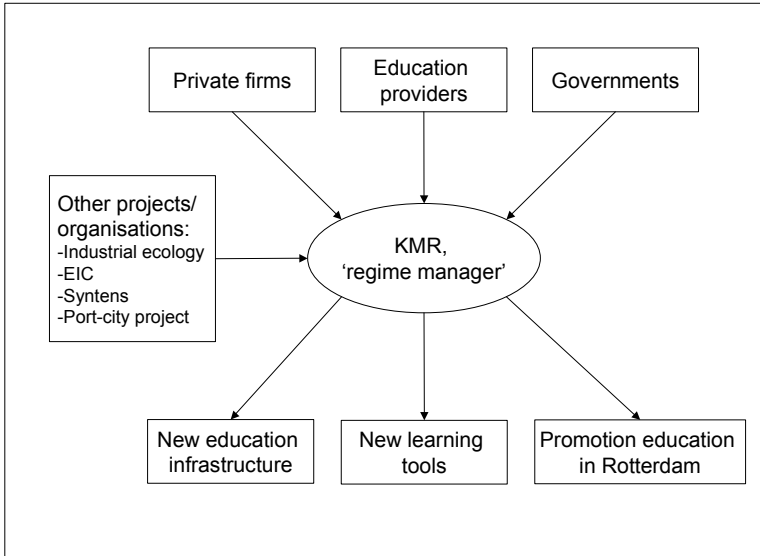 Private firms
Education
providers
Governments
Other projects/
organisations:
-Industrial ecology
-EIC
-Syntens
-Port-city project
KMR,
‘regime manager’
New education
infrastructure
New learning
tools
Promotion education
in Rotterdam